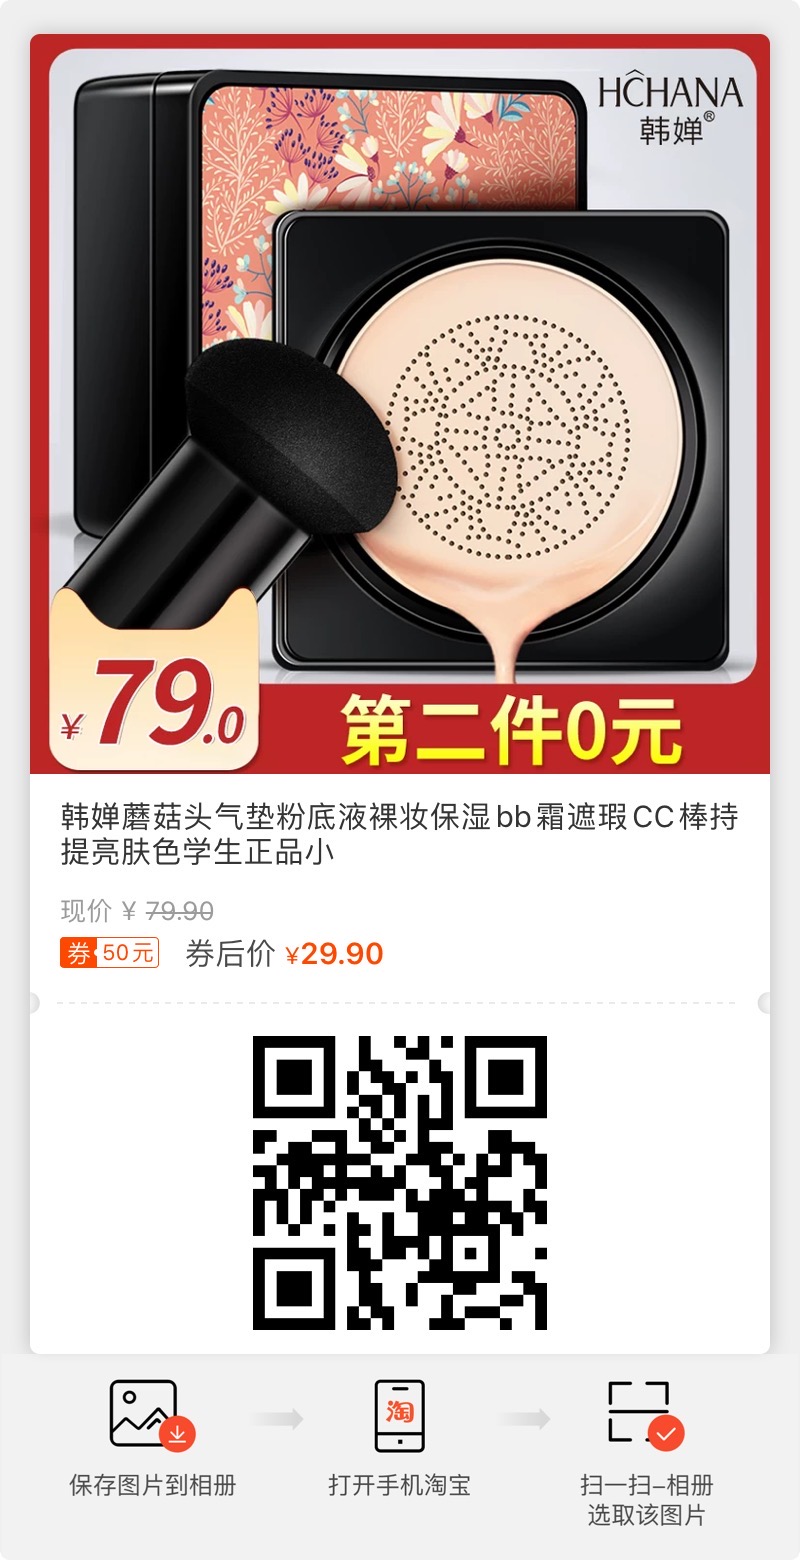 HĈHANA
韩婵®
¥79.0
第二件0元
韩婵蘑菇头气垫粉底液裸妆保湿bb霜遮瑕CC棒持
提亮肤色学生正品小
现价 ¥ 79.90
券 50元 券后价 ¥29.90
淘
保存图片到相册
打开手机淘宝
扫一扫-相册
选取该图片